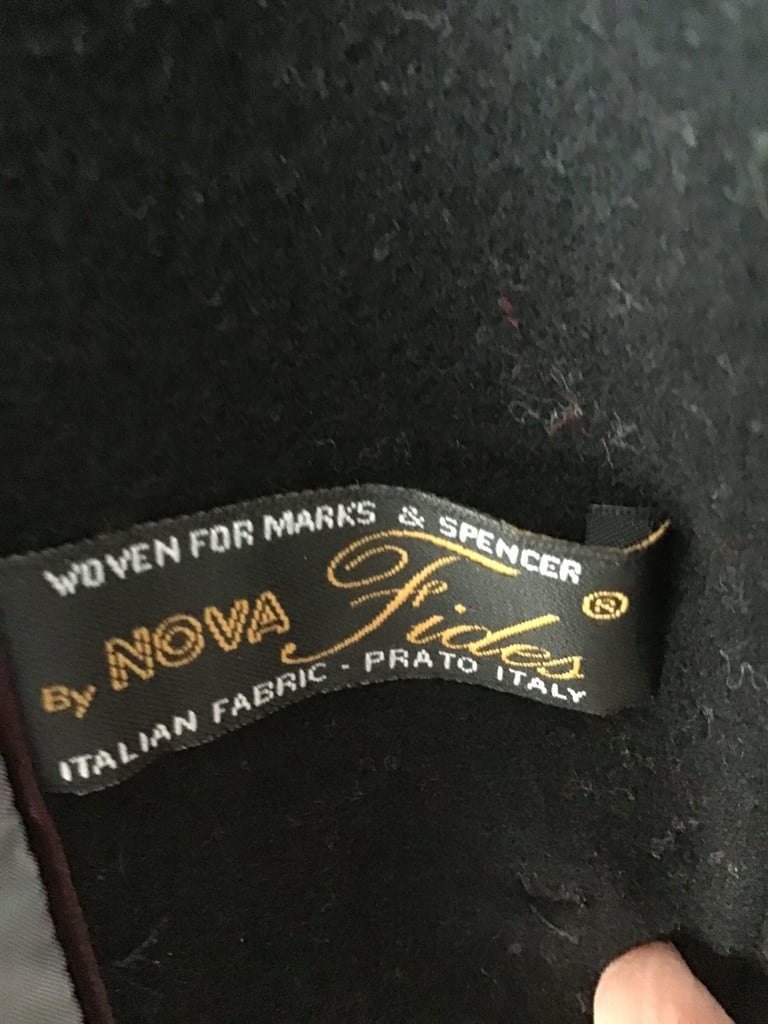 WOVEN FOR MARKS & SPENCER
By NOVA Fides ®
ITALIAN FABRIC - PRATO ITALY